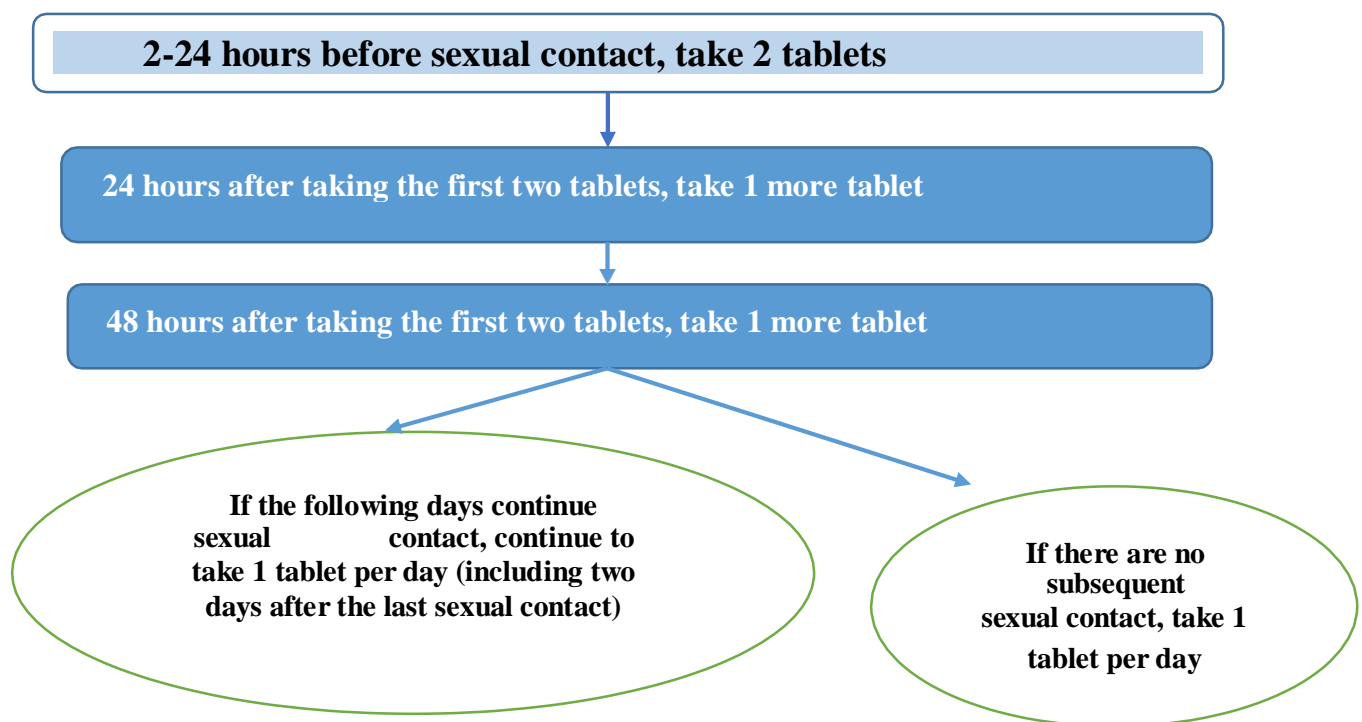 2-24 hours before sexual contact, take 2 tablets
24 hours after taking the first two tablets, take 1 more tablet
48 hours after taking the first two tablets, take 1 more tablet
If the following days continue
sexual contact, continue to
take 1 tablet per day (including two
days after the last sexual contact)
If there are no
subsequent
sexual contact, take 1
tablet per day